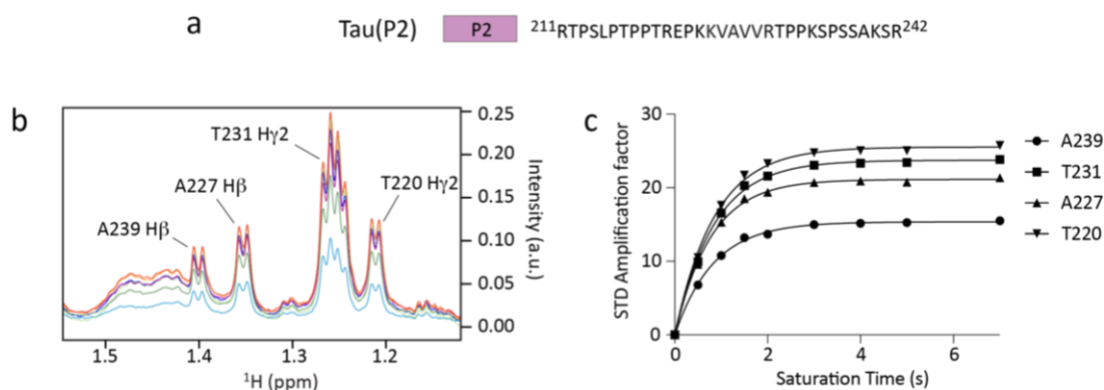 a
Tau(P2) P2 211RTPSLPTPPTREPKKVAVVRTPPKSPSSAKSR242
b
T231 Hγ2
A227 Hβ
T220 Hγ2
A239 Hβ
0.25
0.20
0.15
0.10
0.05
0.00
Intensity (a.u.)
1.5 1.4 1.3 1.2
1H (ppm)
c
STD Amplification factor
30
20
10
0
0 2 4 6
Saturation Time (s)
A239
T231
A227
T220